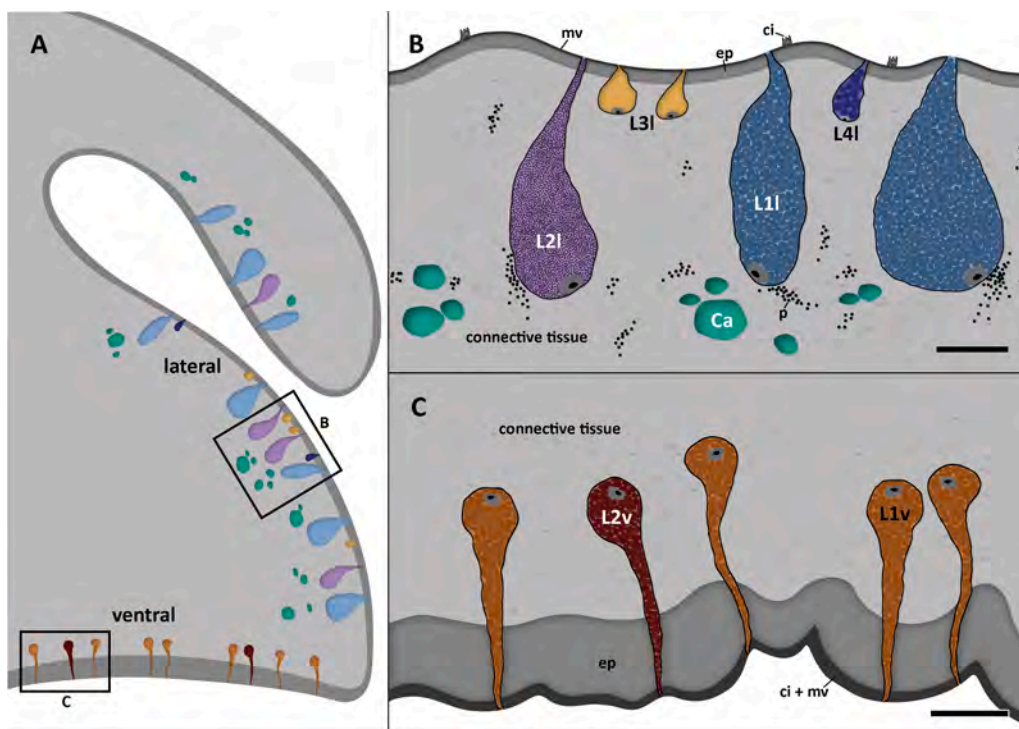 A
lateral
B
ventral
C
B
mv
ci
ep
L3l
L4l
L1l
L2l
p
Ca
connective tissue
C
connective tissue
L2v
L1v
ep
ci + mv